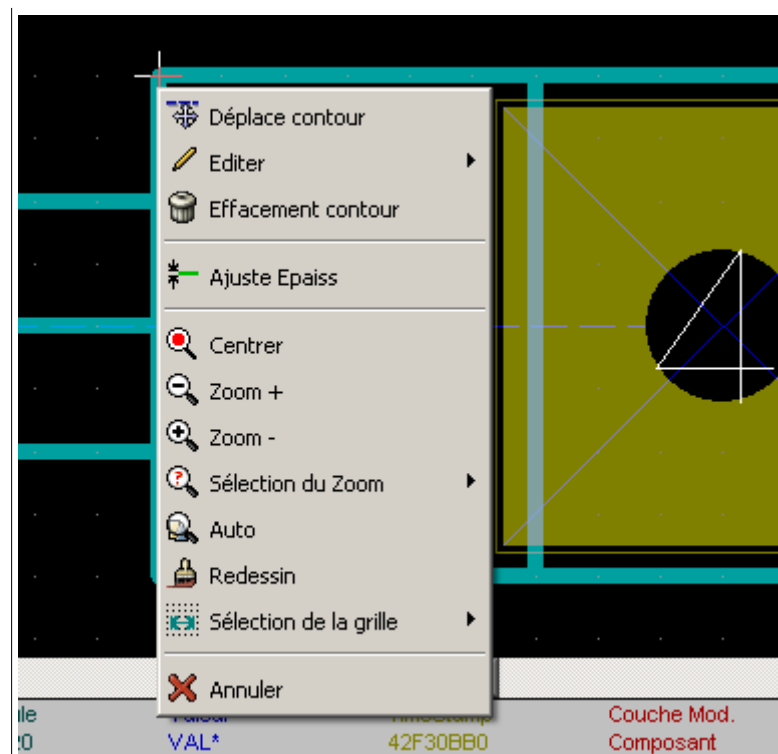 Déplace contour
Editer
Effacement contour
Ajuste Epaiss
Centrer
Zoom +
Zoom -
Sélection du Zoom
Auto
Redessin
Sélection de la grille
Annuler
Couche Mod.
VAL* 42F30BB0 Composant